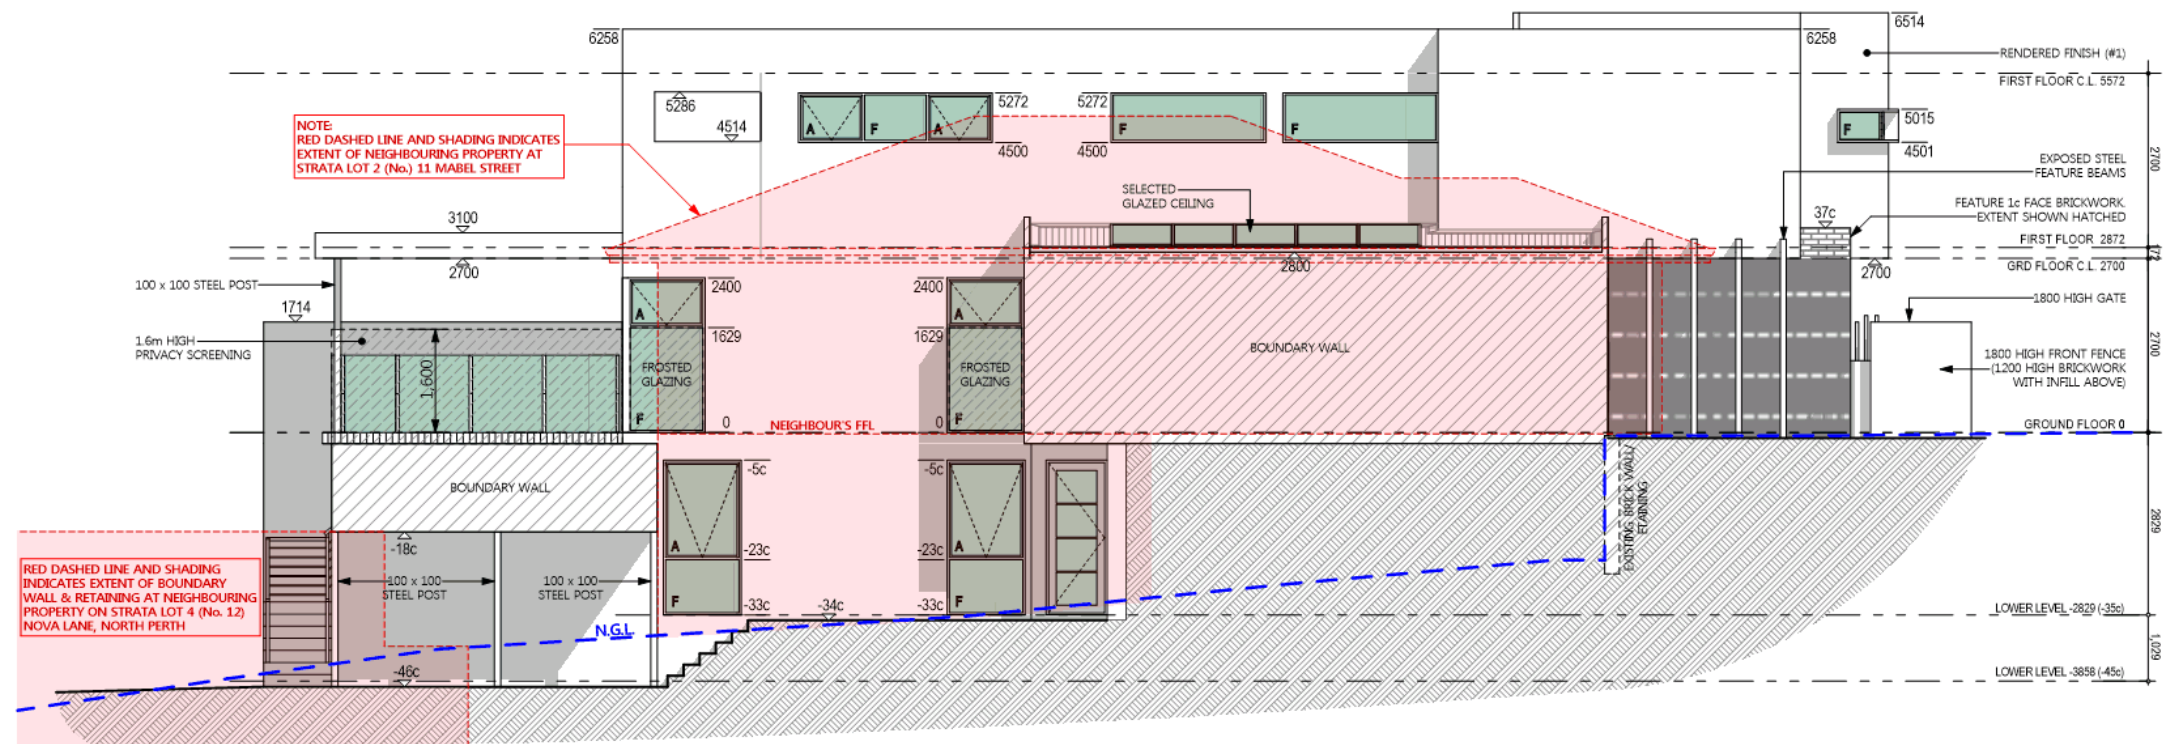 6258
6514
6258
RENDERED FINISH (#1)
FIRST FLOOR C.L. 5572
5286
4514
A
F
A
5272
4500
5272
4500
F
F
F
5015
4501
2700
NOTE:
RED DASHED LINE AND SHADING INDICATES
EXTENT OF NEIGHBOURING PROPERTY AT
STRATA LOT 2 (No.) 11 MABEL STREET
EXPOSED STEEL
FEATURE BEAMS
SELECTED
GLAZED CEILING
FEATURE 1c FACE BRICKWORK.
EXTENT SHOWN HATCHED
37c
3100
FIRST FLOOR 2872
172
2700
2800
GRD FLOOR C.L. 2700
2700
100 x 100 STEEL POST
2400
A
2400
A
1800 HIGH GATE
1714
1.6m HIGH
PRIVACY SCREENING
1,600
1629
1629
BOUNDARY WALL
2700
FROSTED
GLAZING
FROSTED
GLAZING
1800 HIGH FRONT FENCE
(1200 HIGH BRICKWORK
WITH INFILL ABOVE)
F
0
NEIGHBOUR'S FFL
F
0
GROUND FLOOR 0
BOUNDARY WALL
-5c
-5c
EXISTING BRICK WALL/
ETAINING
2829
-18c
A
-23c
A
-23c
RED DASHED LINE AND SHADING
INDICATES EXTENT OF BOUNDARY
WALL & RETAINING AT NEIGHBOURING
PROPERTY ON STRATA LOT 4 (No. 12)
NOVA LANE, NORTH PERTH
100 x 100
STEEL POST
100 x 100
STEEL POST
F
-33c
-34c
F
-33c
LOWER LEVEL -2829 (-35c)
N.G.L.
1,029
-46c
LOWER LEVEL -3858 (-45c)